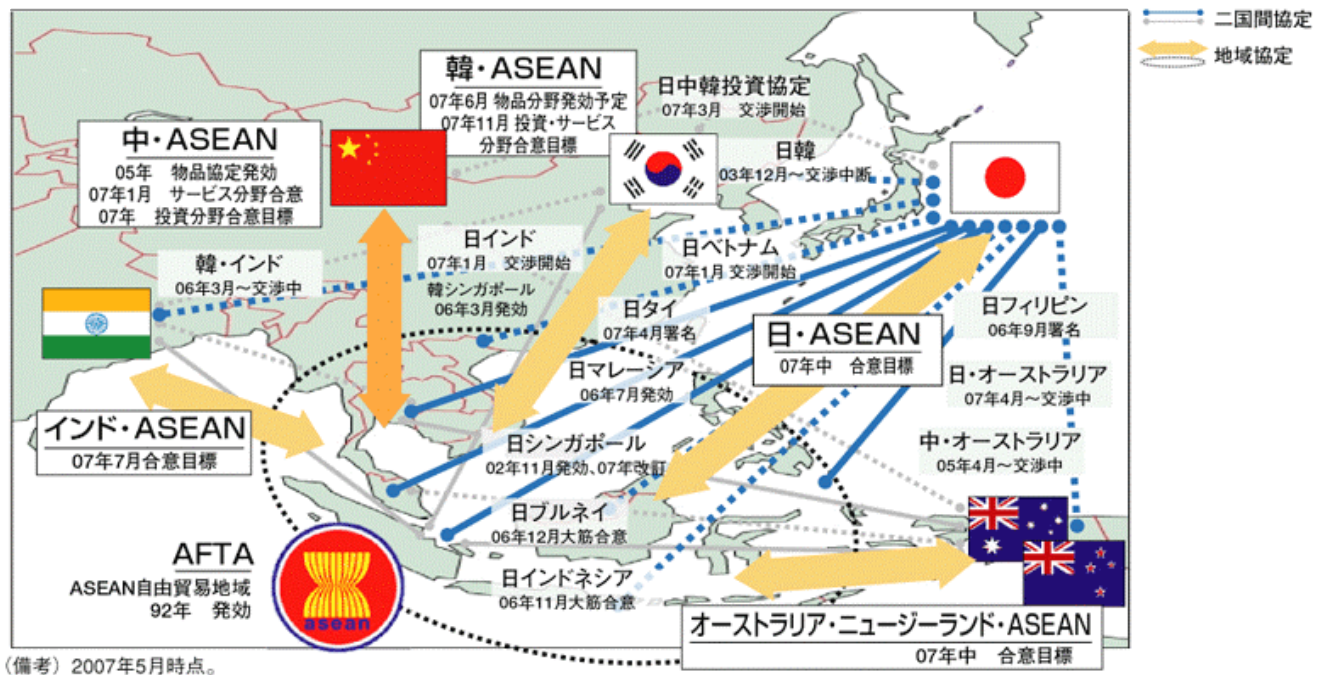 二国間協定
地域協定
韓・ASEAN
07年6月 物品分野発効予定
07年11月 投資・サービス
分野合意目標
日中韓投資協定
07年3月 交渉開始
中・ASEAN
05年 物品協定発効
07年1月 サービス分野合意
07年 投資分野合意目標
日韓
03年12月～交渉中断
日インド
07年1月 交渉開始
日ベトナム
07年1月 交渉開始
韓・インド
06年3月～交渉中
韓シンガポール
06年3月発効
日タイ
07年4月署名
日フィリピン
06年9月署名
日・ASEAN
07年中 合意目標
日マレーシア
06年7月発効
日・オーストラリア
07年4月～交渉中
インド・ASEAN
07年7月合意目標
日シンガポール
02年11月発効、07年改訂
中・オーストラリア
05年4月～交渉中
日ブルネイ
06年12月大筋合意
AFTA
ASEAN自由貿易地域
92年 発効
asean
日インドネシア
06年11月大筋合意
オーストラリア・ニュージーランド・ASEAN
07年中 合意目標
（備考）2007年5月時点。